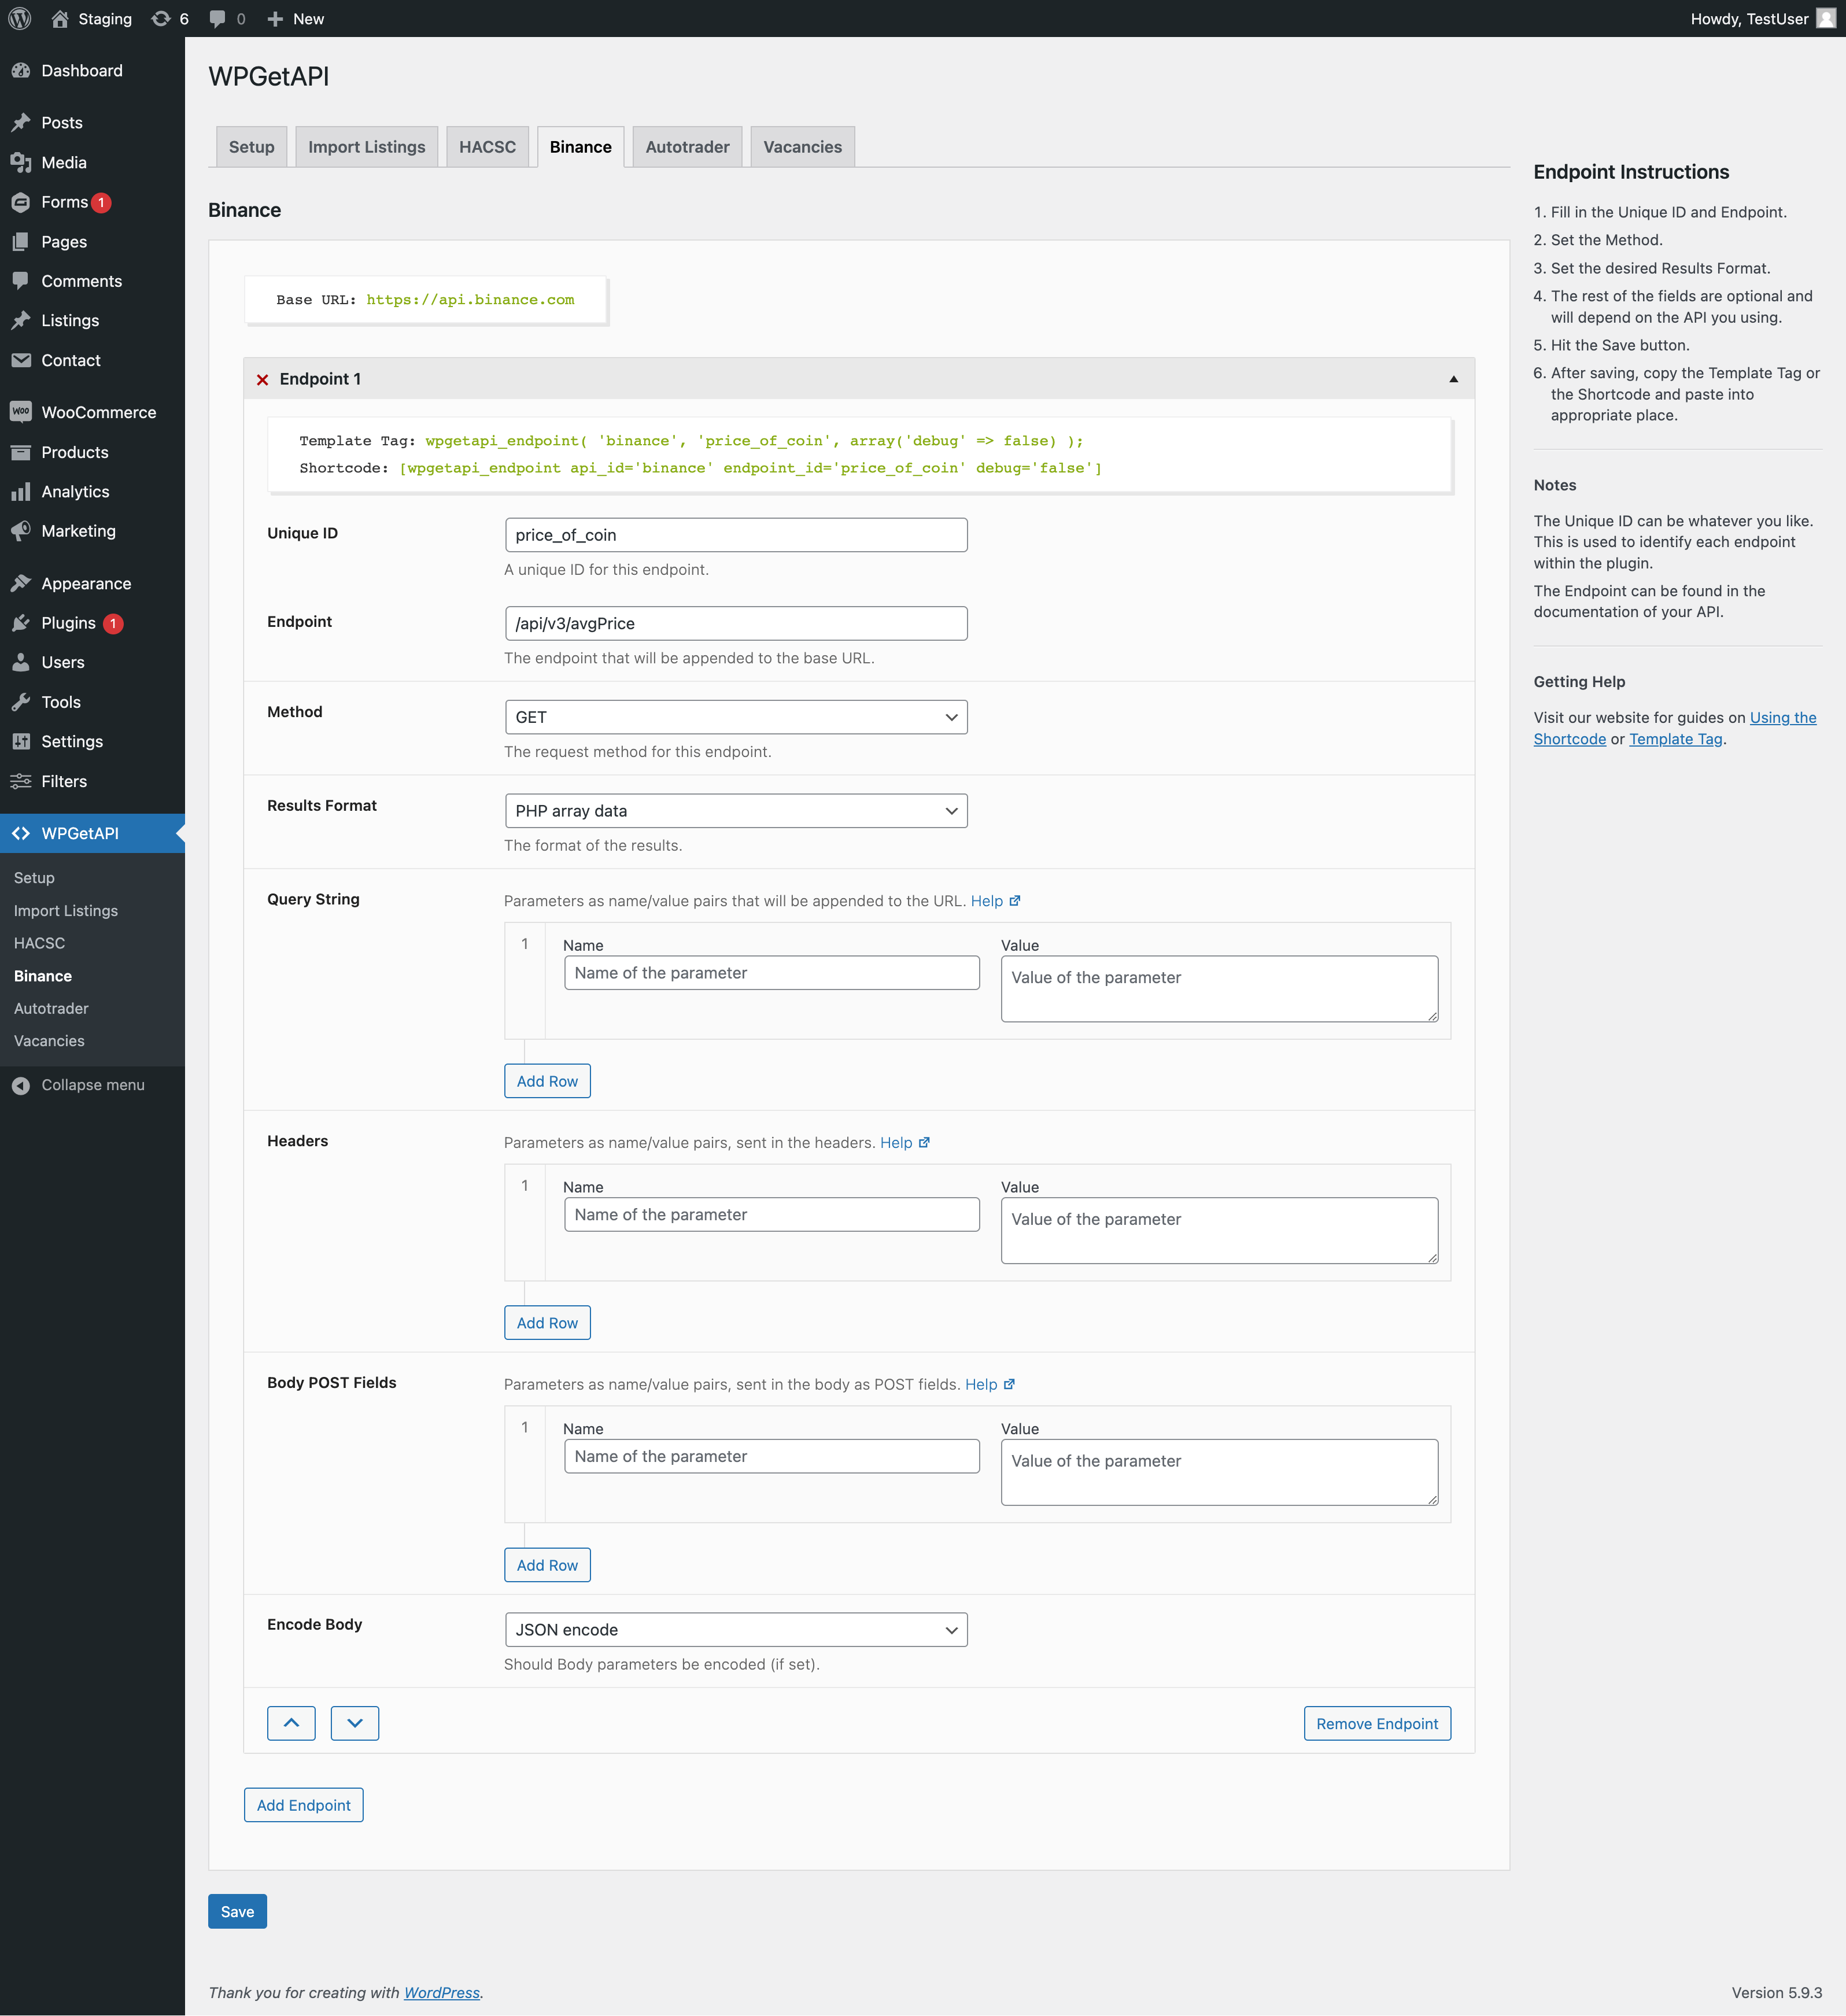 Staging 6 0 New Howdy, TestUser
Dashboard
Posts
Media
Forms 1
Pages
Comments
Listings
Contact
WOO WooCommerce
Products
Analytics
Marketing
Appearance
Plugins 1
Users
Tools
Settings
Filters
WPGetAPI
Setup
Import Listings
HACSC
Binance
Autotrader
Vacancies
Collapse menu
WPGetAPI
Setup Import Listings HACSC Binance Autotrader Vacancies
Binance
Base URL: https://api.binance.com
Endpoint 1
Template Tag: wpgetapi_endpoint( 'binance', 'price_of_coin', array('debug' => false) );
Shortcode: [wpgetapi_endpoint api_id='binance' endpoint_id='price_of_coin' debug='false']
Unique ID price_of_coin
A unique ID for this endpoint.
Endpoint /api/v3/avgPrice
The endpoint that will be appended to the base URL.
Method GET
The request method for this endpoint.
Results Format PHP array data
The format of the results.
Query String Parameters as name/value pairs that will be appended to the URL. Help
1 Name Value
Name of the parameter Value of the parameter
Add Row
Headers Parameters as name/value pairs, sent in the headers. Help
1 Name Value
Name of the parameter Value of the parameter
Add Row
Body POST Fields Parameters as name/value pairs, sent in the body as POST fields. Help
1 Name Value
Name of the parameter Value of the parameter
Add Row
Encode Body JSON encode
Should Body parameters be encoded (if set).
Remove Endpoint
Add Endpoint
Save
Endpoint Instructions
1. Fill in the Unique ID and Endpoint.
2. Set the Method.
3. Set the desired Results Format.
4. The rest of the fields are optional and
will depend on the API you using.
5. Hit the Save button.
6. After saving, copy the Template Tag or
the Shortcode and paste into
appropriate place.
Notes
The Unique ID can be whatever you like.
This is used to identify each endpoint
within the plugin.
The Endpoint can be found in the
documentation of your API.
Getting Help
Visit our website for guides on Using the
Shortcode or Template Tag.
Thank you for creating with WordPress. Version 5.9.3